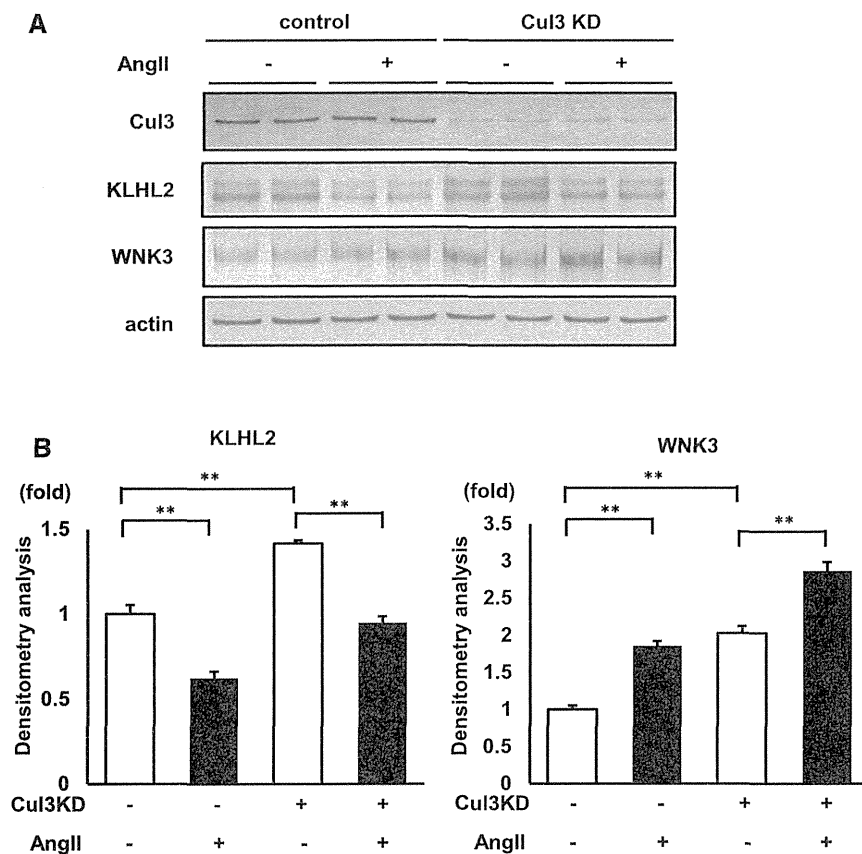 A
control Cul3 KD
AngII - + - +
Cul3
KLHL2
WNK3
actin
B
KLHL2
(fold)
**
**
**
Densitometry analysis
1.5
1
0.5
0
Cul3KD - - + +
AngII - + - +
WNK3
(fold)
**
**
**
Densitometry analysis
3.5
3
2.5
2
1.5
1
0.5
0
Cul3KD - - + +
AngII - + - +